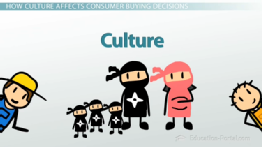 HOW CULTURE AFFECTS CONSUMER BUYING DECISIONS
Culture